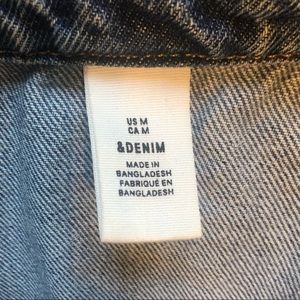 US M
CA M
&DENIM
MADE IN
BANGLADESH
FABRIQUÉ EN
BANGLADESH